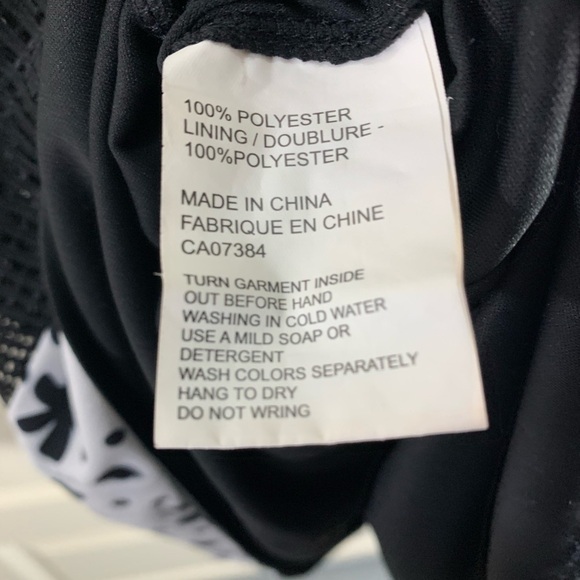 100% POLYESTER
LINING / DOUBLURE -
100%POLYESTER
MADE IN CHINA
FABRIQUE EN CHINE
CA07384
TURN GARMENT INSIDE
OUT BEFORE HAND
WASHING IN COLD WATER
USE A MILD SOAP OR
DETERGENT
WASH COLORS SEPARATELY
HANG TO DRY
DO NOT WRING